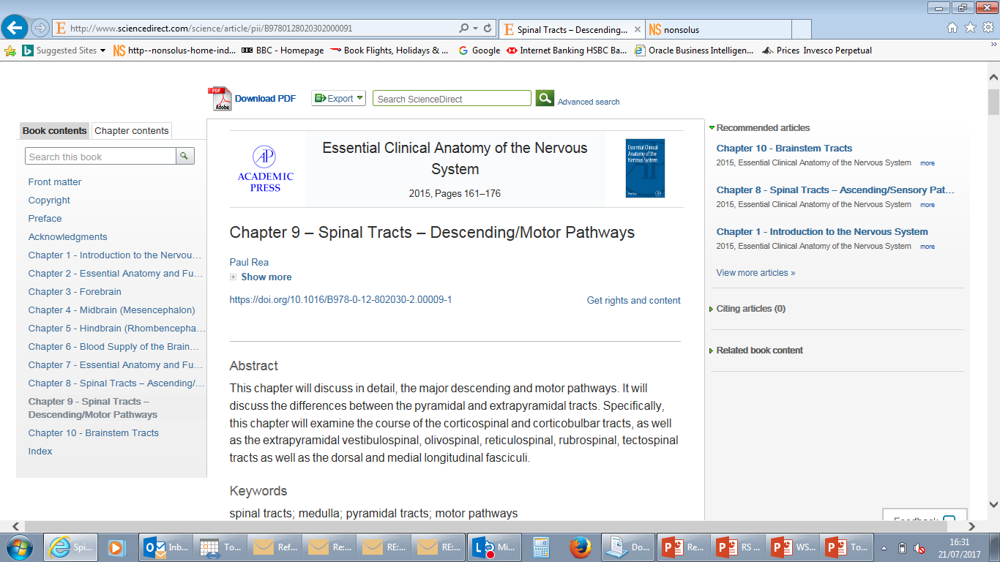 http://www.sciencedirect.com/science/article/pii/B9780128020302000091
Spinal Tracts – Descending...
nonsolus
Suggested Sites
http--nonsolus-home-ind...
BBC - Homepage
Book Flights, Holidays & ...
Google
Internet Banking HSBC Ba...
Oracle Business Intelligen...
Prices Invesco Perpetual
Download PDF
Export
Search ScienceDirect
Advanced search
Book contents
Chapter contents
Search this book
Front matter
Copyright
Preface
Acknowledgments
Chapter 1 - Introduction to the Nervou…
Chapter 2 - Essential Anatomy and Fu…
Chapter 3 - Forebrain
Chapter 4 - Midbrain (Mesencephalon)
Chapter 5 - Hindbrain (Rhombencepha…
Chapter 6 - Blood Supply of the Brain…
Chapter 7 - Essential Anatomy and Fu…
Chapter 8 - Spinal Tracts – Ascending/…
Chapter 9 - Spinal Tracts –
Descending/Motor Pathways
Chapter 10 - Brainstem Tracts
Index
AP
ACADEMIC
PRESS
Essential Clinical Anatomy of the Nervous
System
2015, Pages 161–176
Essential Clinical
Anatomy of the
Nervous System
Chapter 9 – Spinal Tracts – Descending/Motor Pathways
Paul Rea
Show more
https://doi.org/10.1016/B978-0-12-802030-2.00009-1
Get rights and content
Abstract
This chapter will discuss in detail, the major descending and motor pathways. It will
discuss the differences between the pyramidal and extrapyramidal tracts. Specifically,
this chapter will examine the course of the corticospinal and corticobulbar tracts, as well
as the extrapyramidal vestibulospinal, olivospinal, reticulospinal, rubrospinal, tectospinal
tracts as well as the dorsal and medial longitudinal fasciculi.
Keywords
spinal tracts; medulla; pyramidal tracts; motor pathways
Recommended articles
Chapter 10 - Brainstem Tracts
2015, Essential Clinical Anatomy of the Nervous System more
Chapter 8 - Spinal Tracts – Ascending/Sensory Pat…
2015, Essential Clinical Anatomy of the Nervous System more
Chapter 1 - Introduction to the Nervous System
2015, Essential Clinical Anatomy of the Nervous System more
View more articles »
Citing articles (0)
Related book content
Feedback
Spi...
Inb...
To...
Ref...
Re:...
RE:...
RE:...
Mi...
Do...
Re...
RS ...
WS...
To...
16:31
21/07/2017